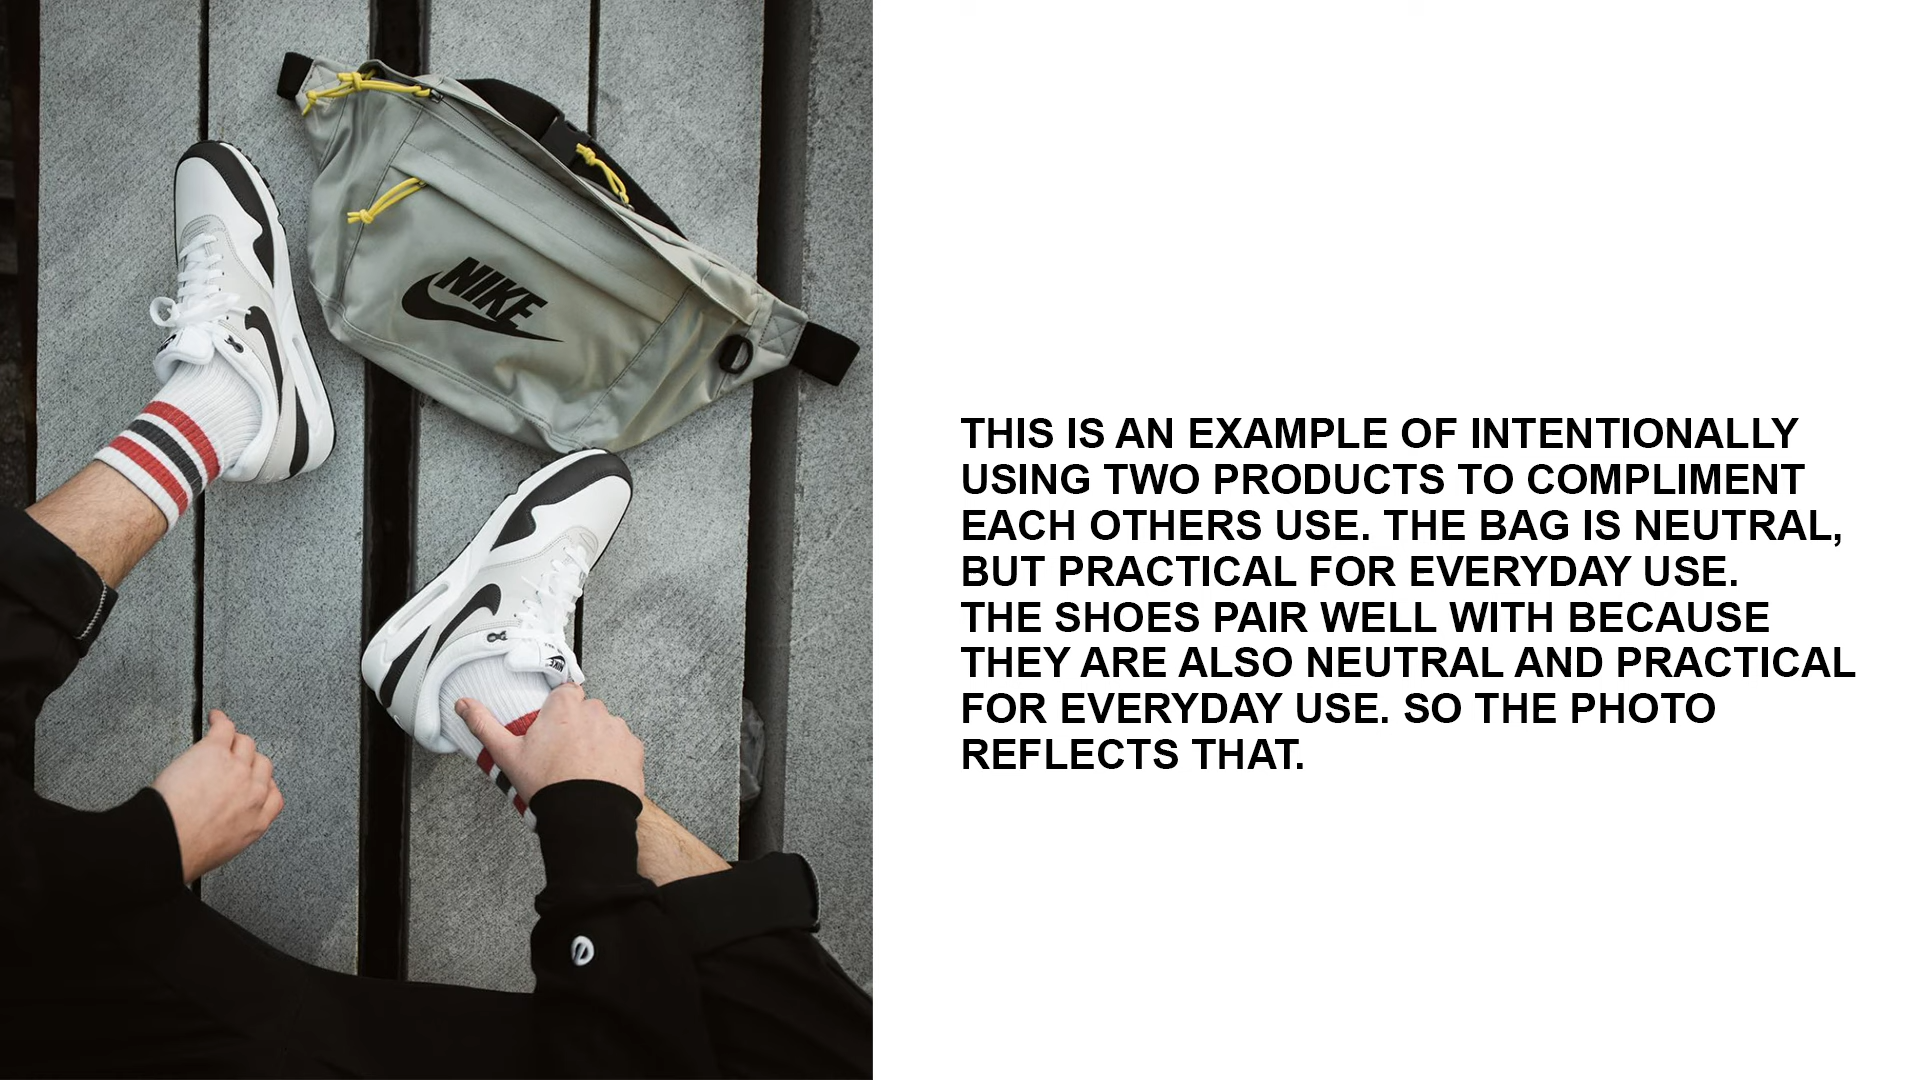 NIKE
NIKE
THIS IS AN EXAMPLE OF INTENTIONALLY
USING TWO PRODUCTS TO COMPLIMENT
EACH OTHERS USE. THE BAG IS NEUTRAL,
BUT PRACTICAL FOR EVERYDAY USE.
THE SHOES PAIR WELL WITH BECAUSE
THEY ARE ALSO NEUTRAL AND PRACTICAL
FOR EVERYDAY USE. SO THE PHOTO
REFLECTS THAT.